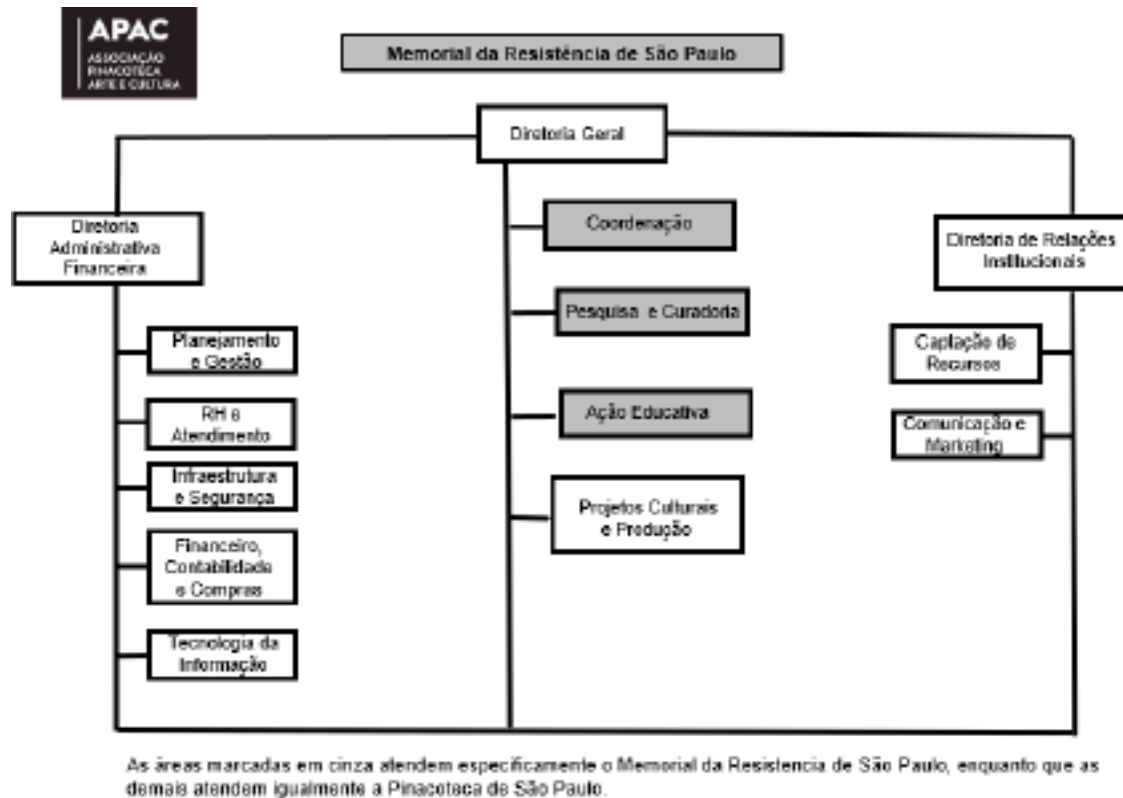 APAC
ASSOCIAÇÃO
PINACOTECA
ARTE E CULTURA
Memorial da Resistência de São Paulo
Diretoria Geral
Diretoria
Administrativa
Financeira
Planejamento
e Gestão
RH e
Atendimento
Infraestrutura
e Segurança
Financeiro,
Contabilidade
e Compras
Tecnologia da
Informação
Coordenação
Pesquisa e Curadoria
Ação Educativa
Projetos Culturais
e Produção
Diretoria de Relações
Institucionais
Captação de
Recursos
Comunicação e
Marketing
As áreas marcadas em cinza atendem especificamente o Memorial da Resistencia de São Paulo, enquanto que as
demais atendem igualmente a Pinacoteca de São Paulo.